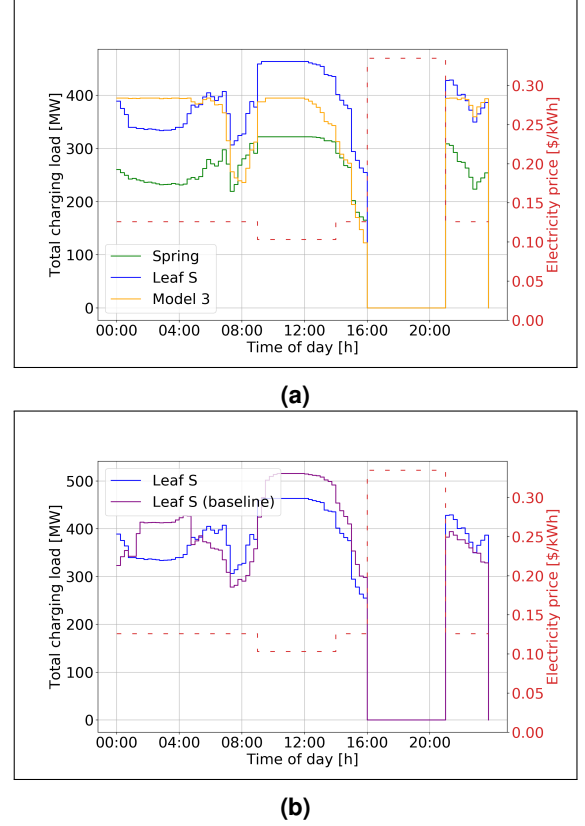 Total charging load [MW]
400
300
200
100
0
00:00 04:00 08:00 12:00 16:00 20:00
Time of day [h]
Spring
Leaf S
Model 3
0.30
0.25
0.20
0.15
0.10
0.05
0.00
Electricity price [$/kWh]
(a)
Total charging load [MW]
500
400
300
200
100
0
00:00 04:00 08:00 12:00 16:00 20:00
Time of day [h]
Leaf S
Leaf S (baseline)
0.30
0.25
0.20
0.15
0.10
0.05
0.00
Electricity price [$/kWh]
(b)